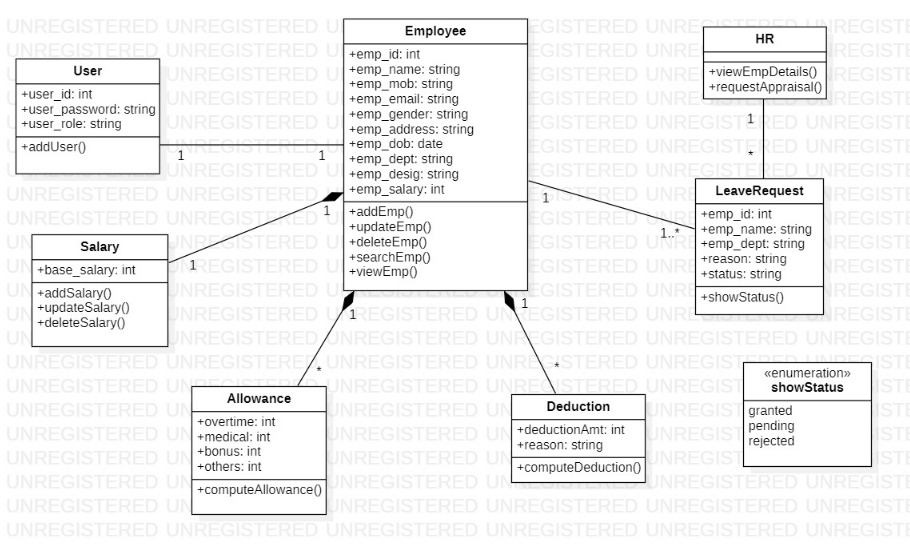 User
+user_id: int
+user_password: string
+user_role: string
+addUser()
1
1
Employee
+emp_id: int
+emp_name: string
+emp_mob: string
+emp_email: string
+emp_gender: string
+emp_address: string
+emp_dob: date
+emp_dept: string
+emp_desig: string
+emp_salary: int
+addEmp()
+updateEmp()
+deleteEmp()
+searchEmp()
+viewEmp()
HR
+viewEmpDetails()
+requestAppraisal()
1
*
LeaveRequest
+emp_id: int
+emp_name: string
+emp_dept: string
+reason: string
+status: string
+showStatus()
1
1..*
Salary
+base_salary: int
+addSalary()
+updateSalary()
+deleteSalary()
1
1
1
*
Allowance
+overtime: int
+medical: int
+bonus: int
+others: int
+computeAllowance()
1
*
Deduction
+deductionAmt: int
+reason: string
+computeDeduction()
«enumeration»
showStatus
granted
pending
rejected
UNREGISTERED